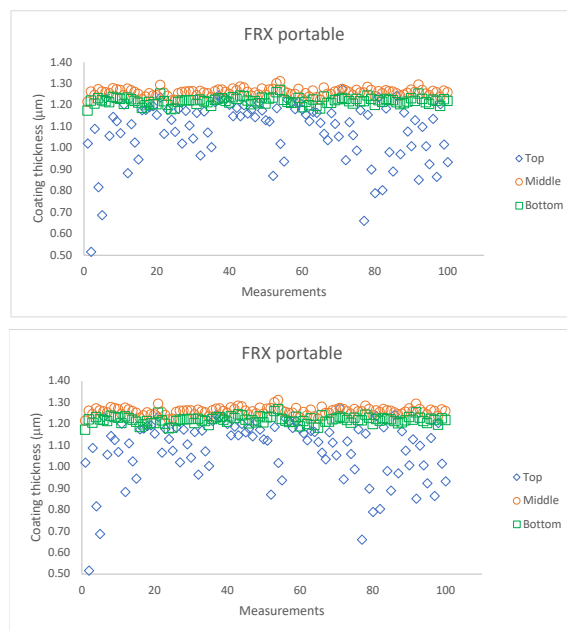 FRX portable
1.40
1.30
1.20
1.10
1.00
0.90
0.80
0.70
0.60
0.50
Coating thickness (µm)
0 20 40 60 80 100
Measurements
Top
Middle
Bottom
FRX portable
1.40
1.30
1.20
1.10
1.00
0.90
0.80
0.70
0.60
0.50
Coating thickness (µm)
0 20 40 60 80 100
Measurements
Top
Middle
Bottom